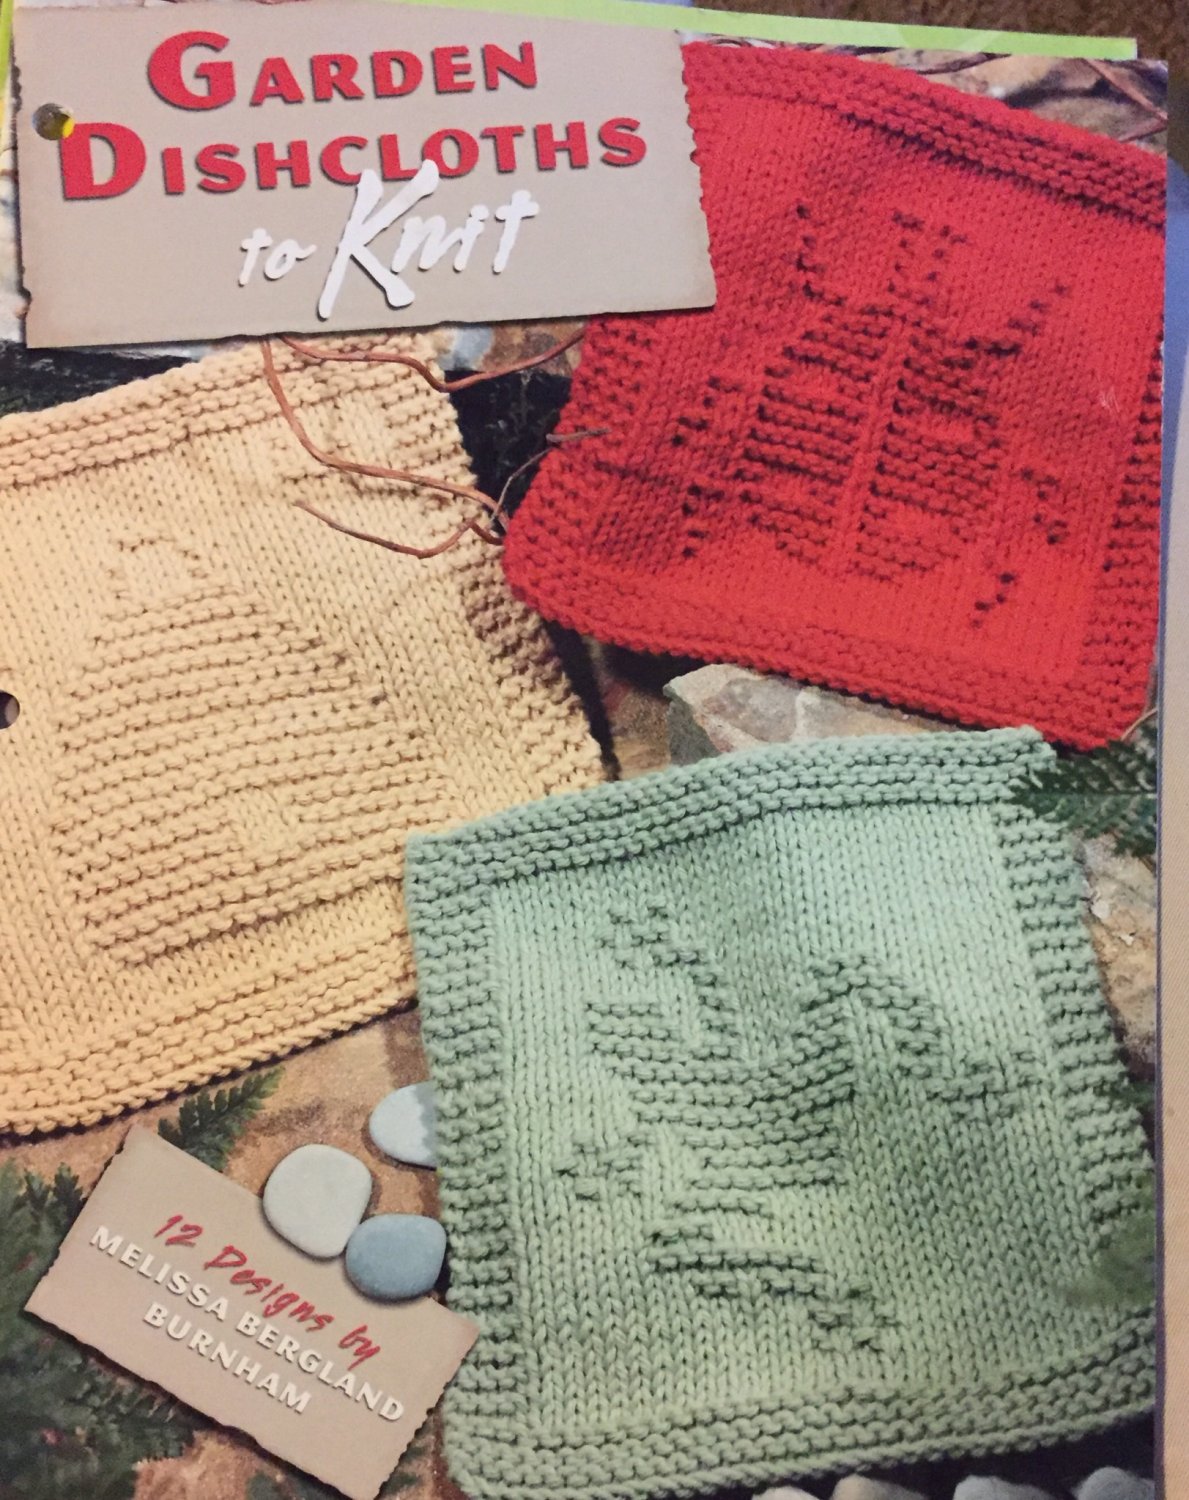 GARDEN
DISHCLOTHS
to Knit
12 Designs by
MELISSA BERGLAND
BURNHAM